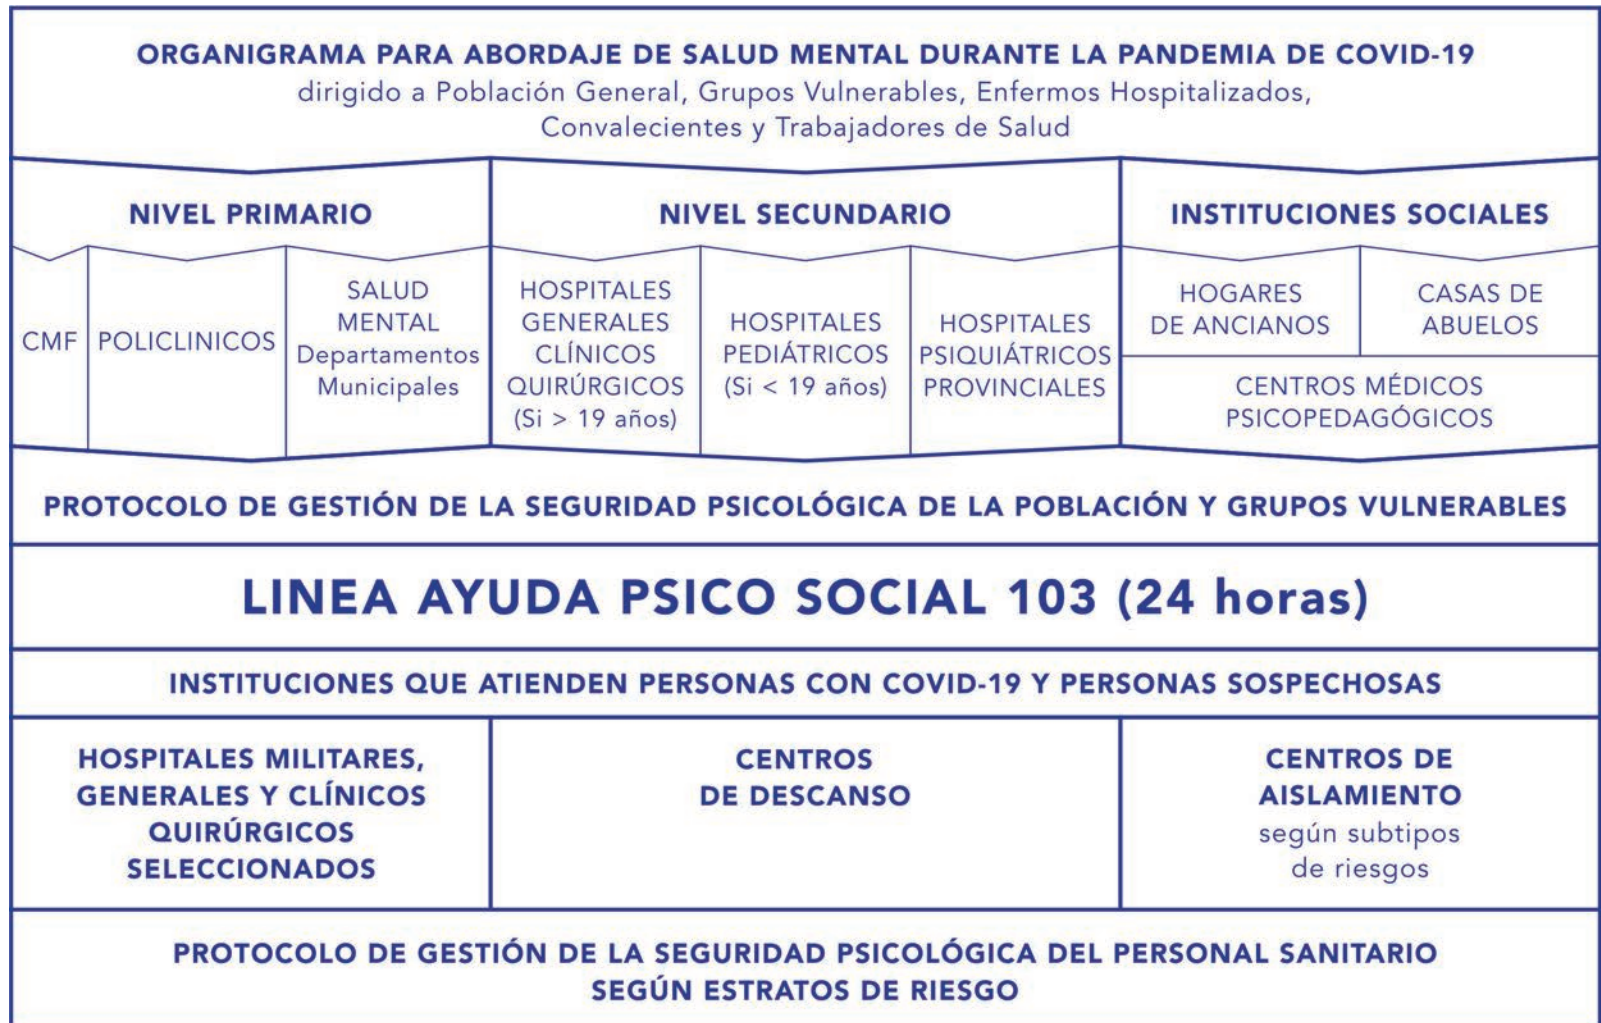 ORGANIGRAMA PARA ABORDAJE DE SALUD MENTAL DURANTE LA PANDEMIA DE COVID-19
dirigido a Población General, Grupos Vulnerables, Enfermos Hospitalizados,
Convalecientes y Trabajadores de Salud
NIVEL PRIMARIO
NIVEL SECUNDARIO
INSTITUCIONES SOCIALES
CMF
POLICLINICOS
SALUD
MENTAL
Departamentos
Municipales
HOSPITALES
GENERALES
CLÍNICOS
QUIRÚRGICOS
(Si > 19 años)
HOSPITALES
PEDIÁTRICOS
(Si < 19 años)
HOSPITALES
PSIQUIÁTRICOS
PROVINCIALES
HOGARES
DE ANCIANOS
CASAS DE
ABUELOS
CENTROS MÉDICOS
PSICOPEDAGÓGICOS
PROTOCOLO DE GESTIÓN DE LA SEGURIDAD PSICOLÓGICA DE LA POBLACIÓN Y GRUPOS VULNERABLES
LINEA AYUDA PSICO SOCIAL 103 (24 horas)
INSTITUCIONES QUE ATIENDEN PERSONAS CON COVID-19 Y PERSONAS SOSPECHOSAS
HOSPITALES MILITARES,
GENERALES Y CLÍNICOS
QUIRÚRGICOS
SELECCIONADOS
CENTROS
DE DESCANSO
CENTROS DE
AISLAMIENTO
según subtipos
de riesgos
PROTOCOLO DE GESTIÓN DE LA SEGURIDAD PSICOLÓGICA DEL PERSONAL SANITARIO
SEGÚN ESTRATOS DE RIESGO